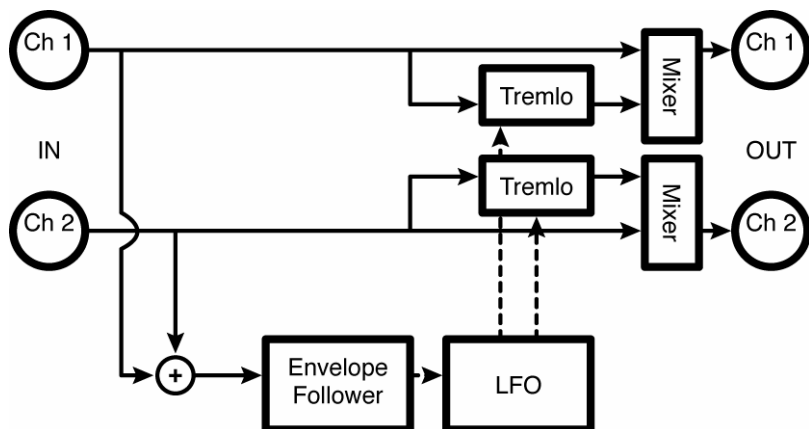 Ch 1
Ch 1
Tremlo
Mixer
IN
OUT
Tremlo
Mixer
Ch 2
Ch 2
+
Envelope
Follower
LFO